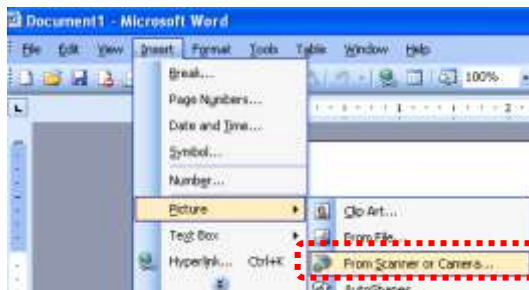 Document1 - Microsoft Word
File Edit View Insert Format Tools Table Window Help
100%
Break...
Page Numbers...
Date and Time...
Symbol...
Number...
Picture
Clip Art...
Text Box
From File...
Hyperlink... Ctrl+K
From Scanner or Camera...
AutoShapes